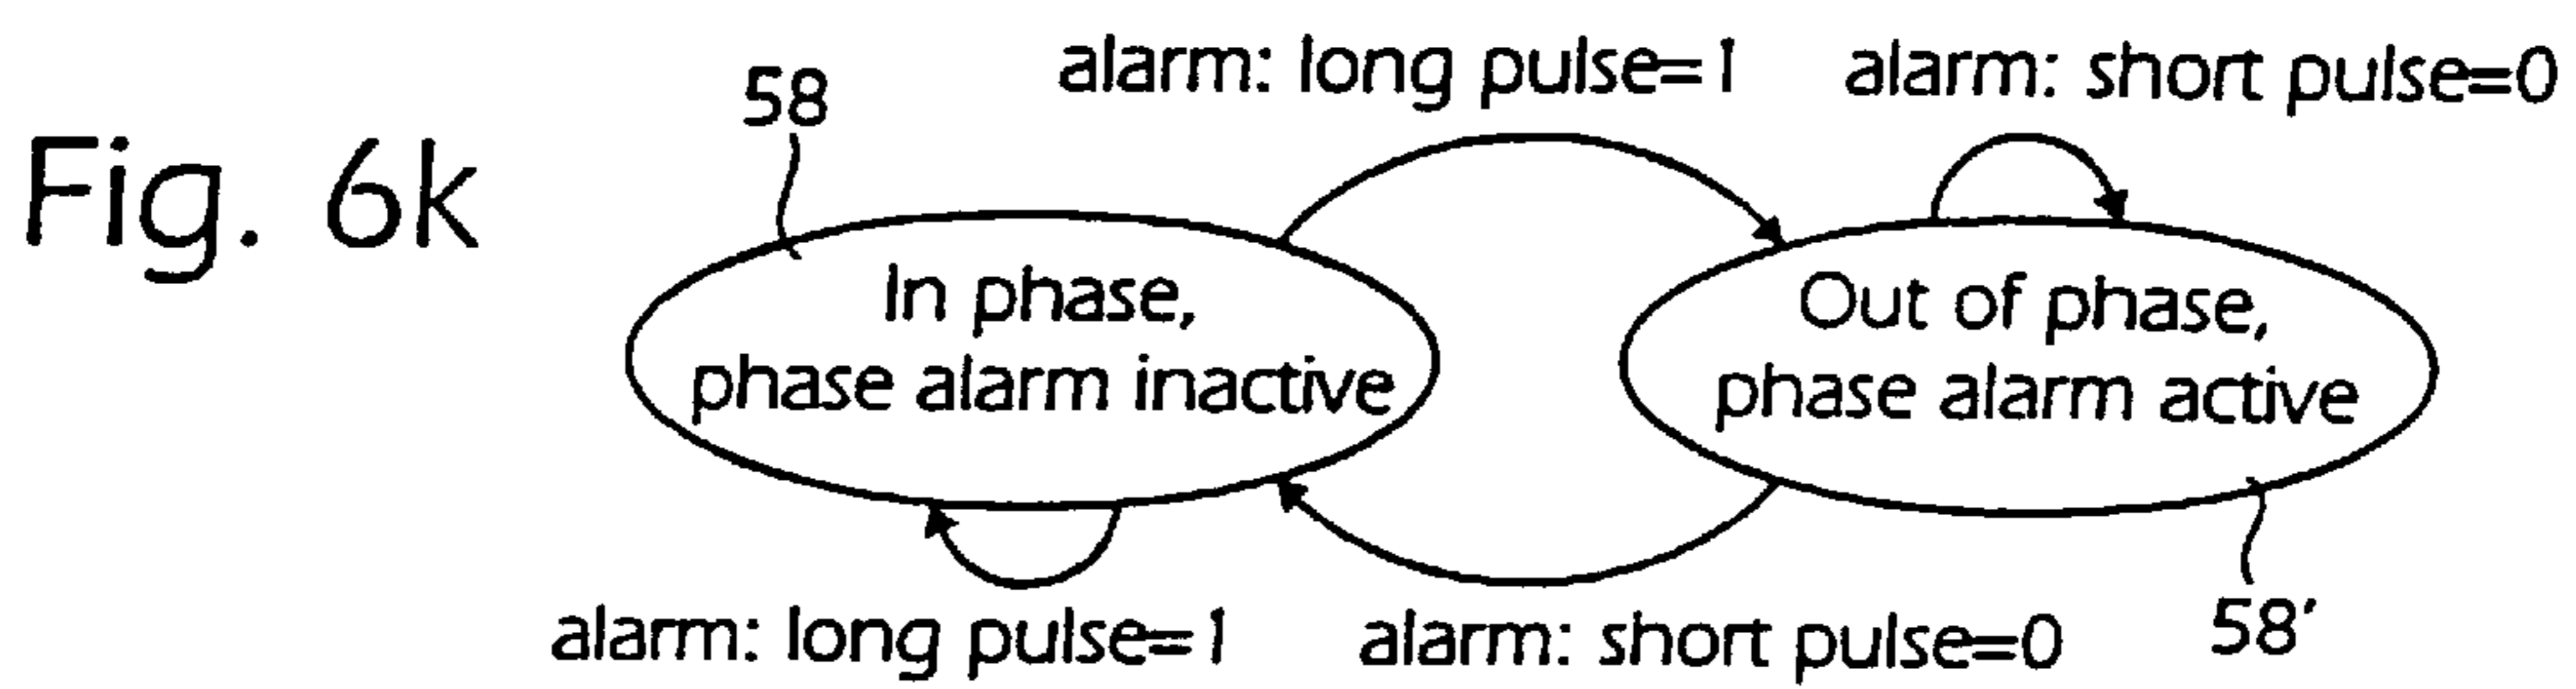 Fig. 6k
58
alarm: long pulse=1
alarm: short pulse=0
In phase,
phase alarm inactive
Out of phase,
phase alarm active
alarm: long pulse=1
alarm: short pulse=0
58'